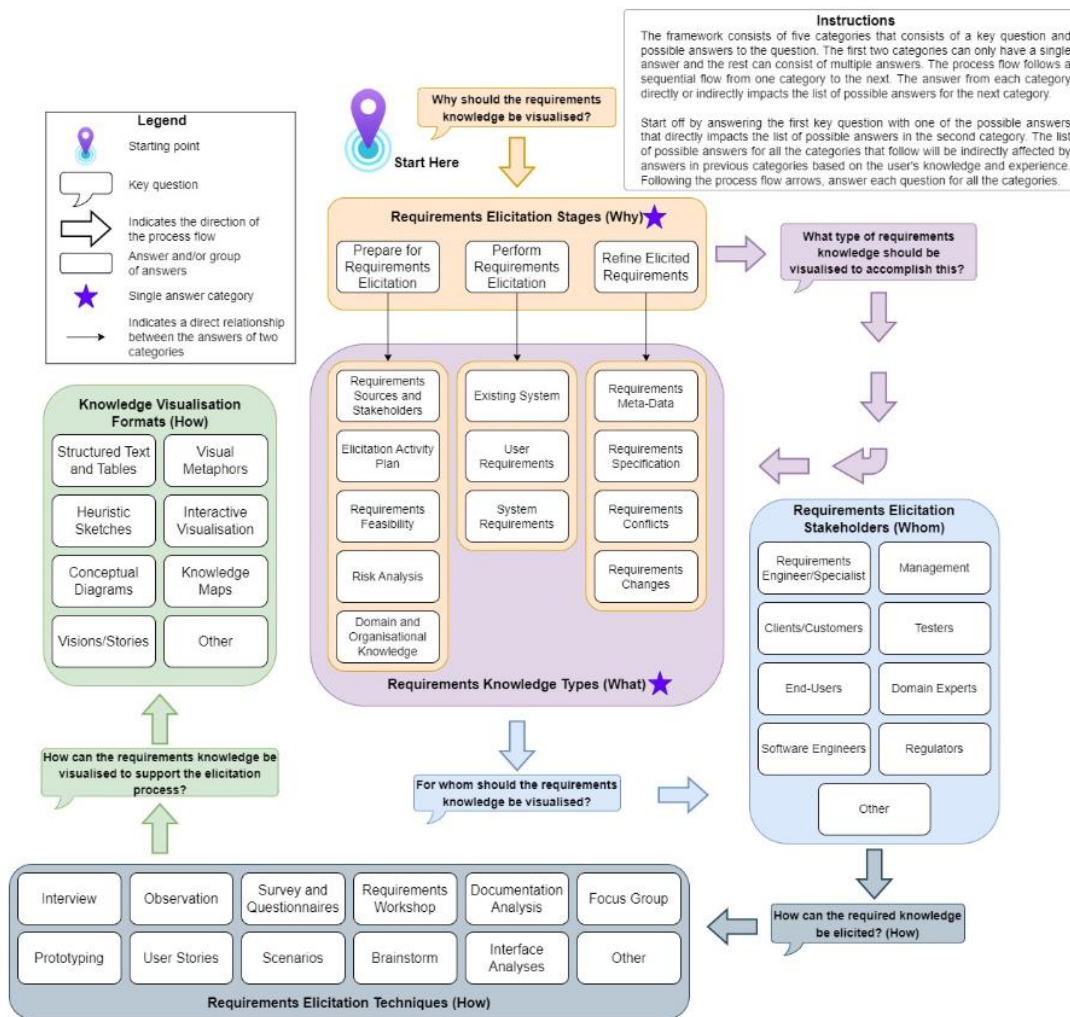 Instructions
The framework consists of five categories that consists of a key question and
possible answers to the question. The first two categories can only have a single
answer and the rest can consist of multiple answers. The process flow follows a
sequential flow from one category to the next. The answer from each category
directly or indirectly impacts the list of possible answers for the next category.
Start off by answering the first key question with one of the possible answers
that directly impacts the list of possible answers in the second category. The list
of possible answers for all the categories that follow will be indirectly affected by
answers in previous categories based on the user's knowledge and experience.
Following the process flow arrows, answer each question for all the categories.
Legend
Starting point
Key question
Indicates the direction of
the process flow
Answer and/or group
of answers
Single answer category
Indicates a direct relationship
between the answers of two
categories
Start Here
Why should the requirements
knowledge be visualised?
Requirements Elicitation Stages (Why)
Prepare for
Requirements
Elicitation
Perform
Requirements
Elicitation
Refine Elicited
Requirements
What type of requirements
knowledge should be
visualised to accomplish this?
Requirements
Sources and
Stakeholders
Elicitation Activity
Plan
Requirements
Feasibility
Risk Analysis
Domain and
Organisational
Knowledge
Existing System
User
Requirements
System
Requirements
Requirements
Meta-Data
Requirements
Specification
Requirements
Conflicts
Requirements
Changes
Requirements Knowledge Types (What)
For whom should the requirements
knowledge be visualised?
Requirements Elicitation
Stakeholders (Whom)
Requirements
Engineer/Specialist
Management
Clients/Customers
Testers
End-Users
Domain Experts
Software Engineers
Regulators
Other
How can the required knowledge
be elicited? (How)
Interview
Observation
Survey and
Questionnaires
Requirements
Workshop
Documentation
Analysis
Focus Group
Prototyping
User Stories
Scenarios
Brainstorm
Interface
Analyses
Other
Requirements Elicitation Techniques (How)
How can the requirements knowledge be
visualised to support the elicitation
process?
Knowledge Visualisation
Formats (How)
Structured Text
and Tables
Visual
Metaphors
Heuristic
Sketches
Interactive
Visualisation
Conceptual
Diagrams
Knowledge
Maps
Visions/Stories
Other